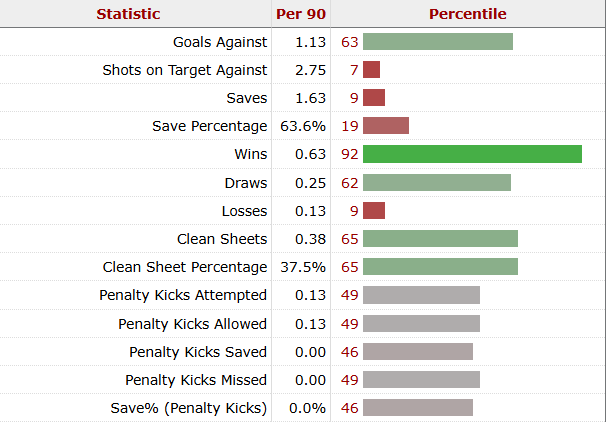 Statistic Per 90 Percentile
Goals Against 1.13 63
Shots on Target Against 2.75 7
Saves 1.63 9
Save Percentage 63.6% 19
Wins 0.63 92
Draws 0.25 62
Losses 0.13 9
Clean Sheets 0.38 65
Clean Sheet Percentage 37.5% 65
Penalty Kicks Attempted 0.13 49
Penalty Kicks Allowed 0.13 49
Penalty Kicks Saved 0.00 46
Penalty Kicks Missed 0.00 49
Save% (Penalty Kicks) 0.0% 46